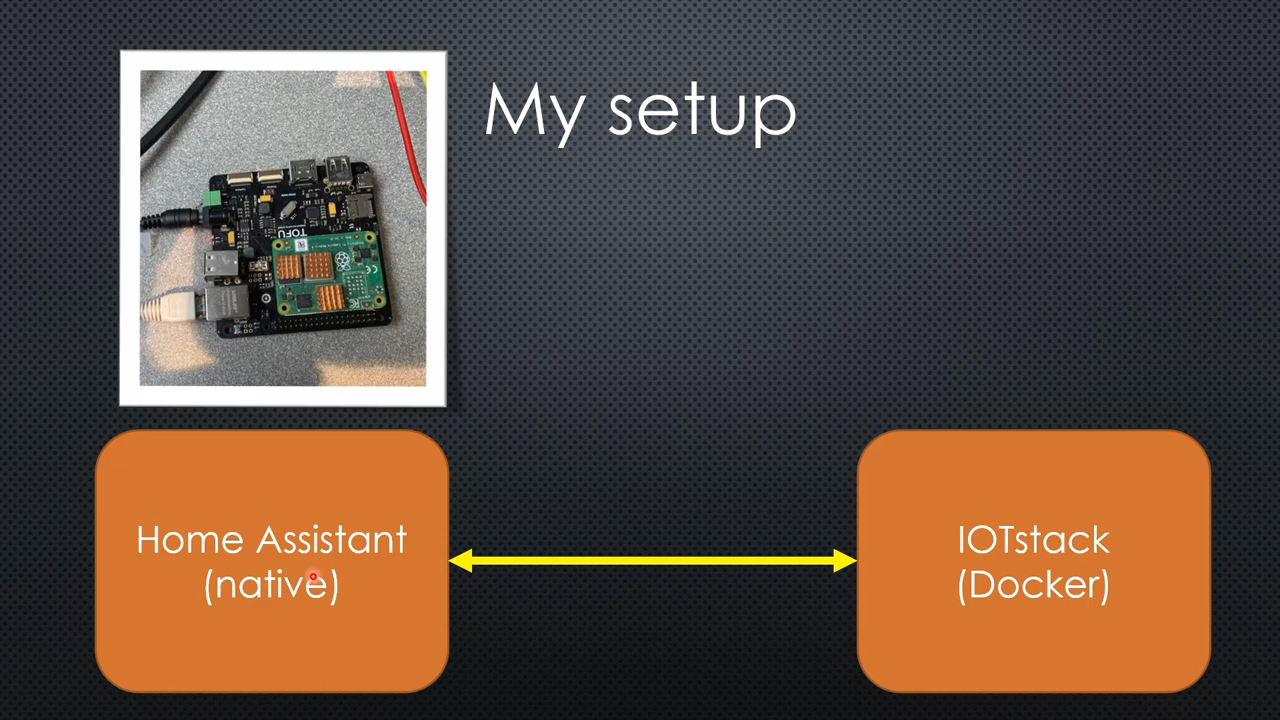 My setup
TOFU
Home Assistant
(native)
IOTstack
(Docker)